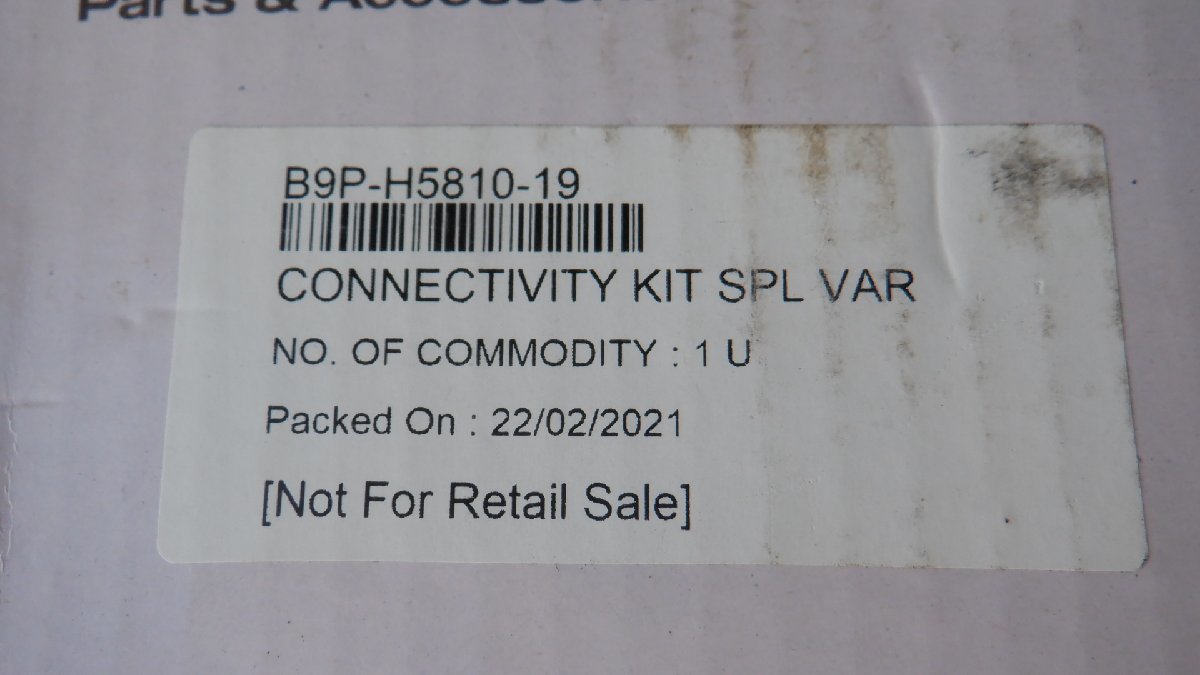 Parts &
B9P-H5810-19
CONNECTIVITY KIT SPL VAR
NO. OF COMMODITY : 1 U
Packed On : 22/02/2021
[Not For Retail Sale]